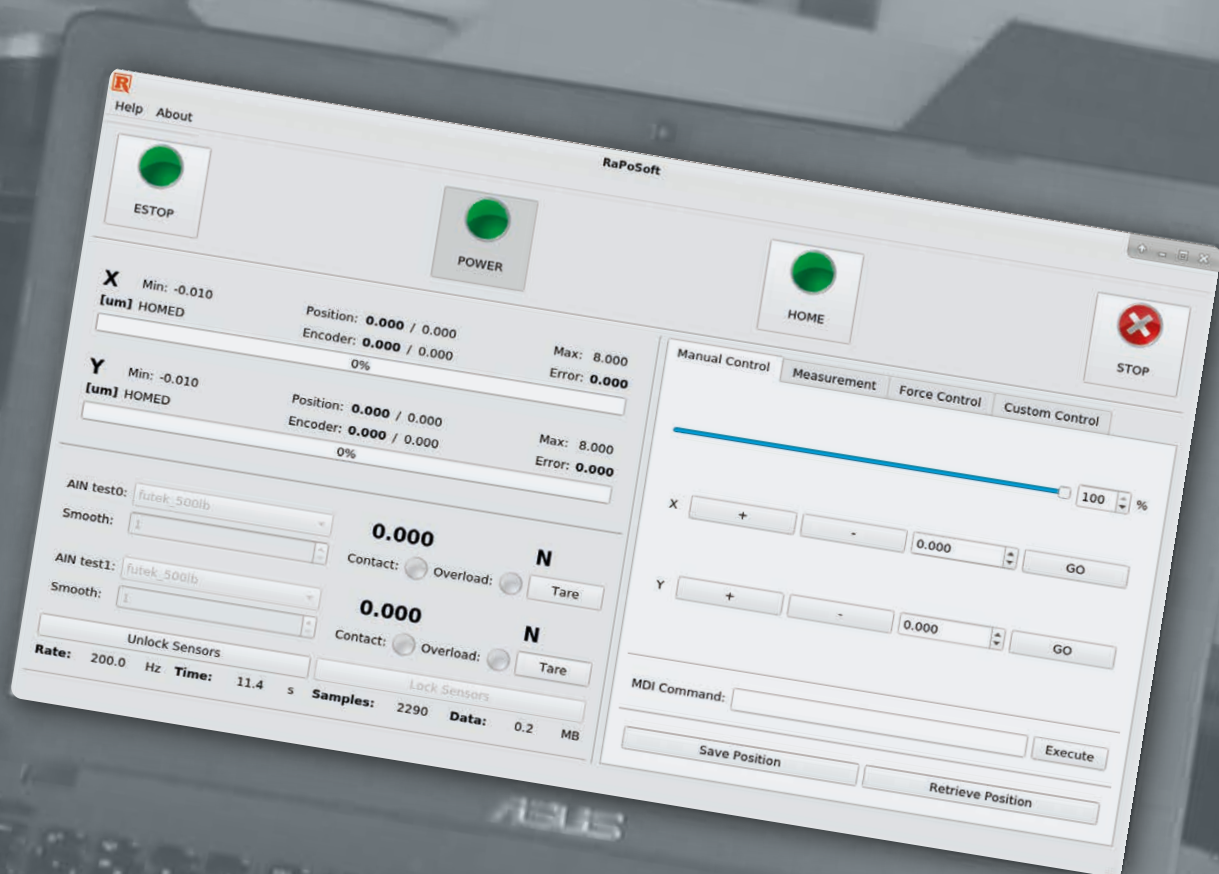 R
Help About
RaPoSoft
ESTOP
POWER
HOME
STOP
X Min: -0.010
[um] HOMED
Position: 0.000 / 0.000
Encoder: 0.000 / 0.000
Max: 8.000
Error: 0.000
0%
Y Min: -0.010
[um] HOMED
Position: 0.000 / 0.000
Encoder: 0.000 / 0.000
Max: 8.000
Error: 0.000
0%
AIN test0: futek_500lb
Smooth: 1
0.000 N
Contact: Overload: Tare
AIN test1: futek_500lb
Smooth: 1
0.000 N
Contact: Overload: Tare
Unlock Sensors Lock Sensors
Rate: 200.0 Hz Time: 11.4 s Samples: 2290 Data: 0.2 MB
Manual Control Measurement Force Control Custom Control
100 %
X + - 0.000 GO
Y + - 0.000 GO
MDI Command: Execute
Save Position Retrieve Position
ASUS